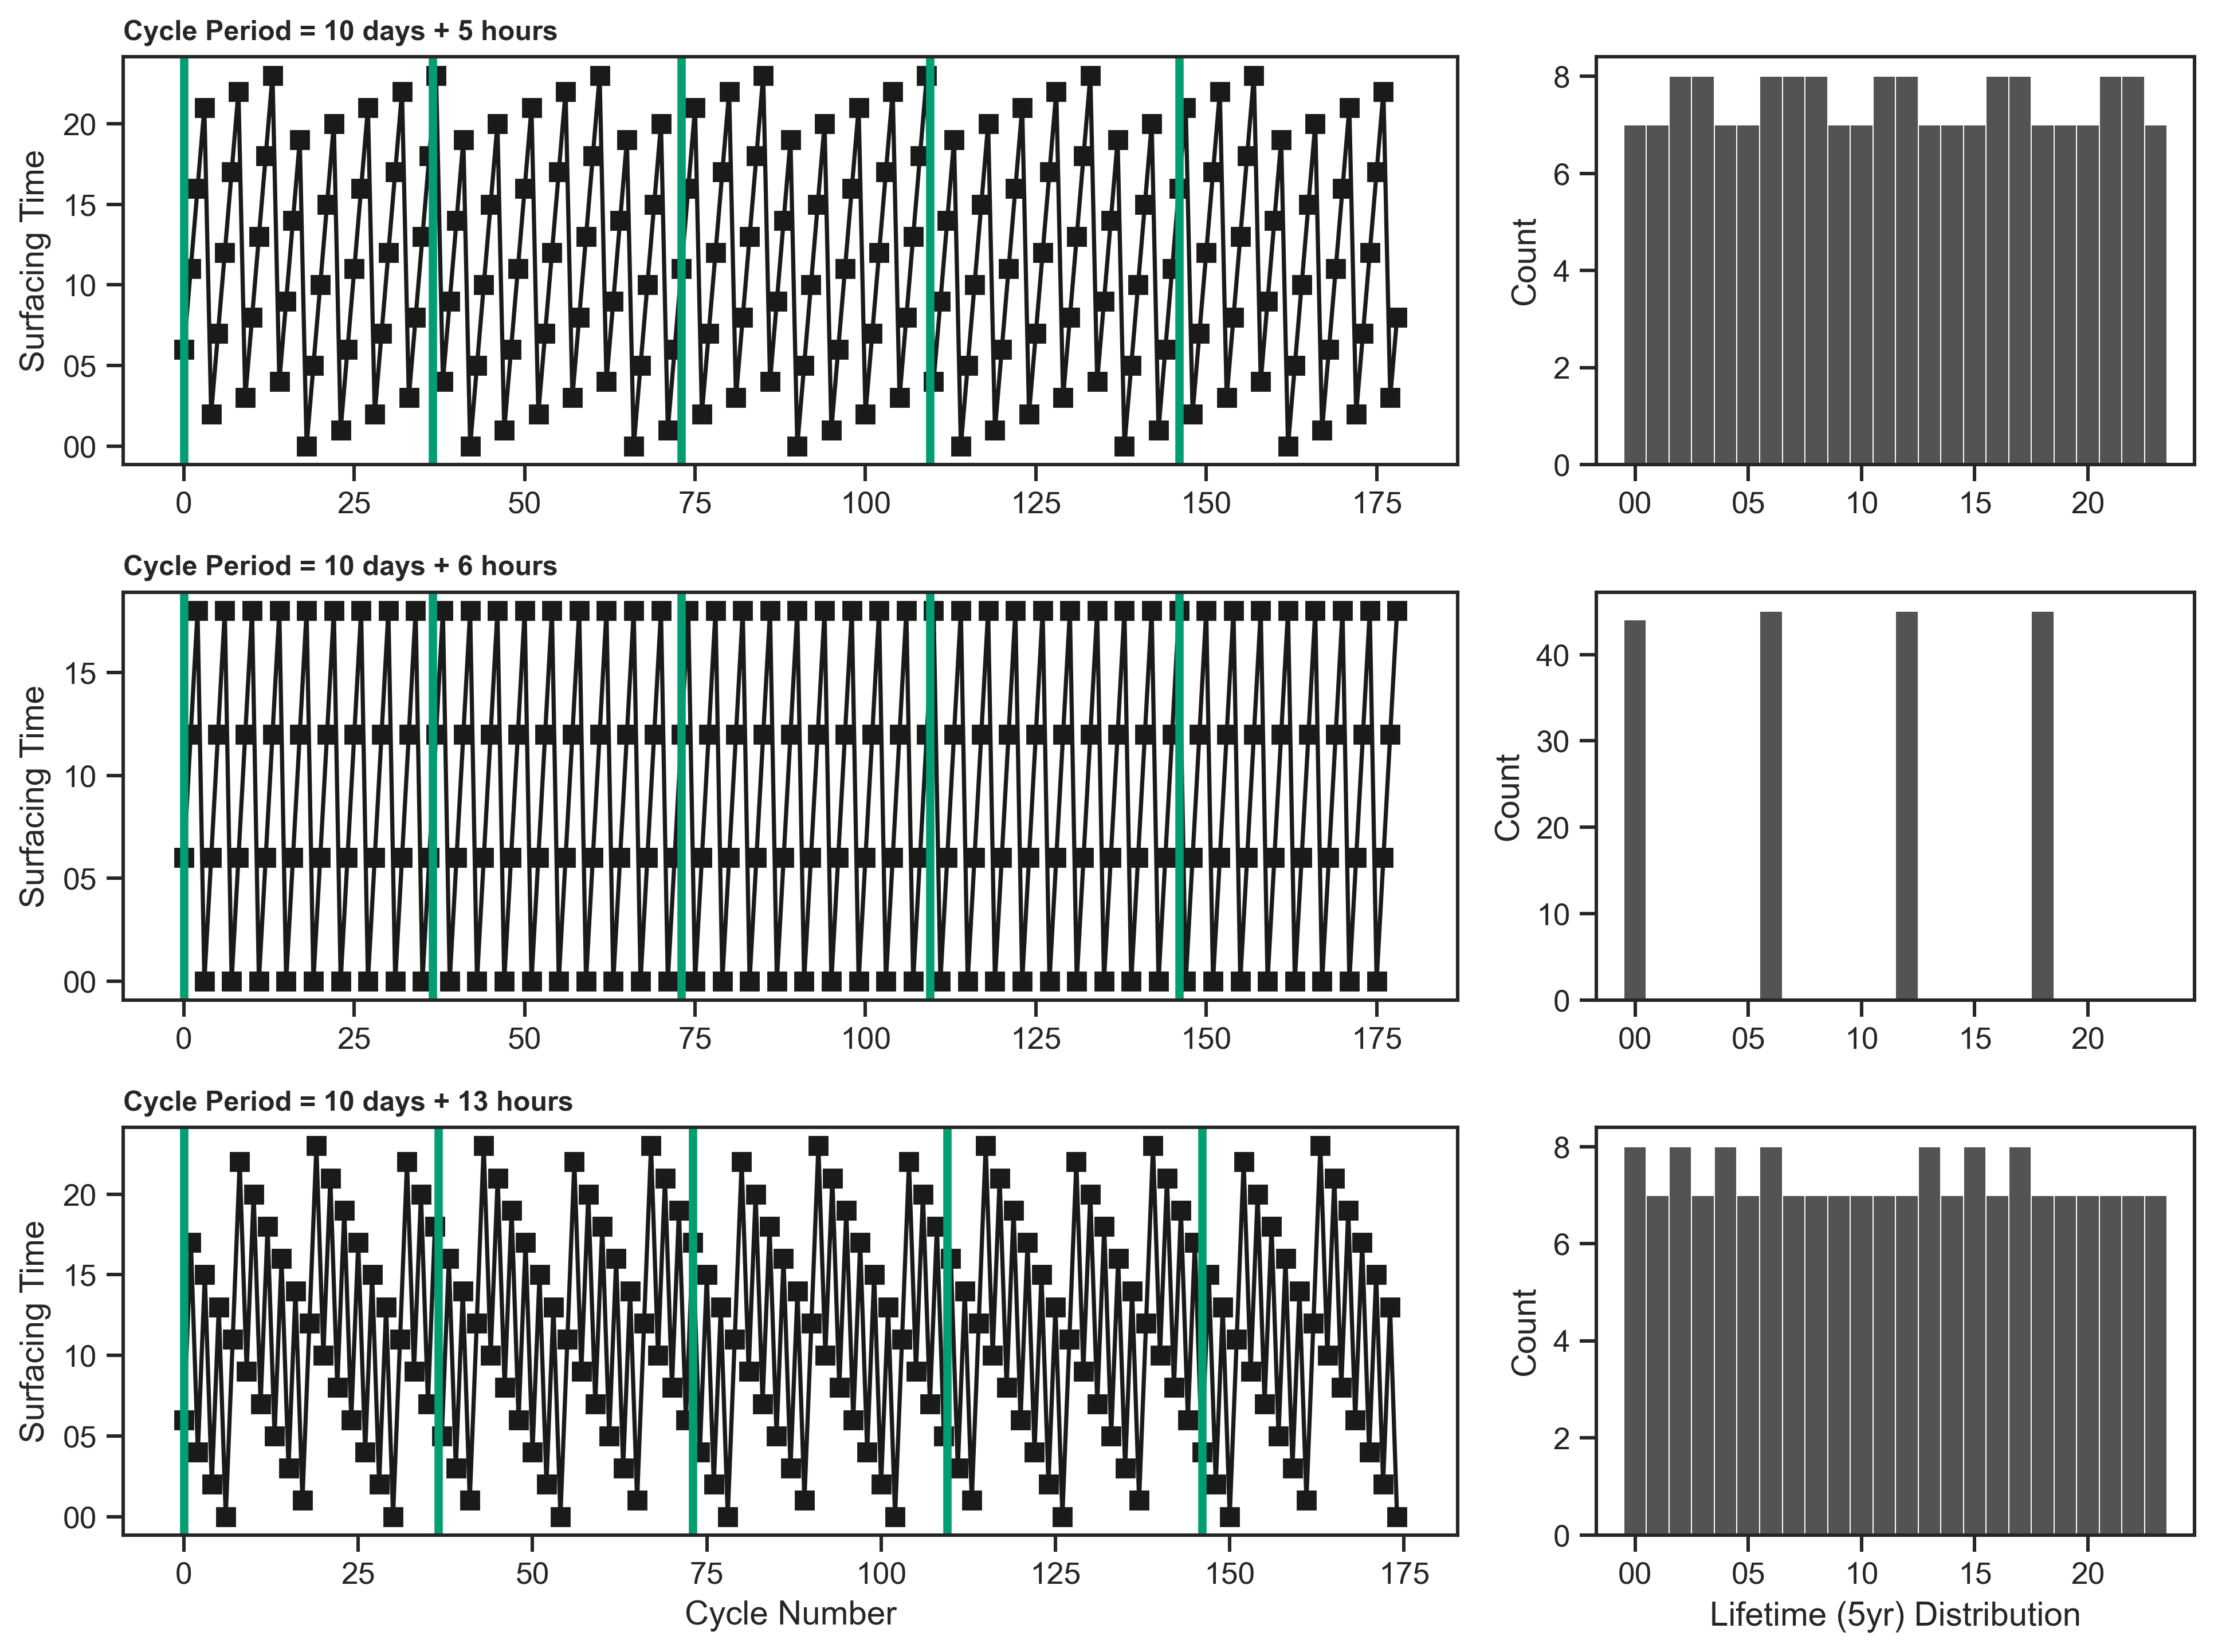 Cycle Period = 10 days + 5 hours
Surfacing Time
20
15
10
05
00
0 25 50 75 100 125 150 175
Count
8
6
4
2
0
00 05 10 15 20
Cycle Period = 10 days + 6 hours
Surfacing Time
15
10
05
00
0 25 50 75 100 125 150 175
Count
40
30
20
10
0
00 05 10 15 20
Cycle Period = 10 days + 13 hours
Surfacing Time
20
15
10
05
00
0 25 50 75 100 125 150 175
Cycle Number
Count
8
6
4
2
0
00 05 10 15 20
Lifetime (5yr) Distribution